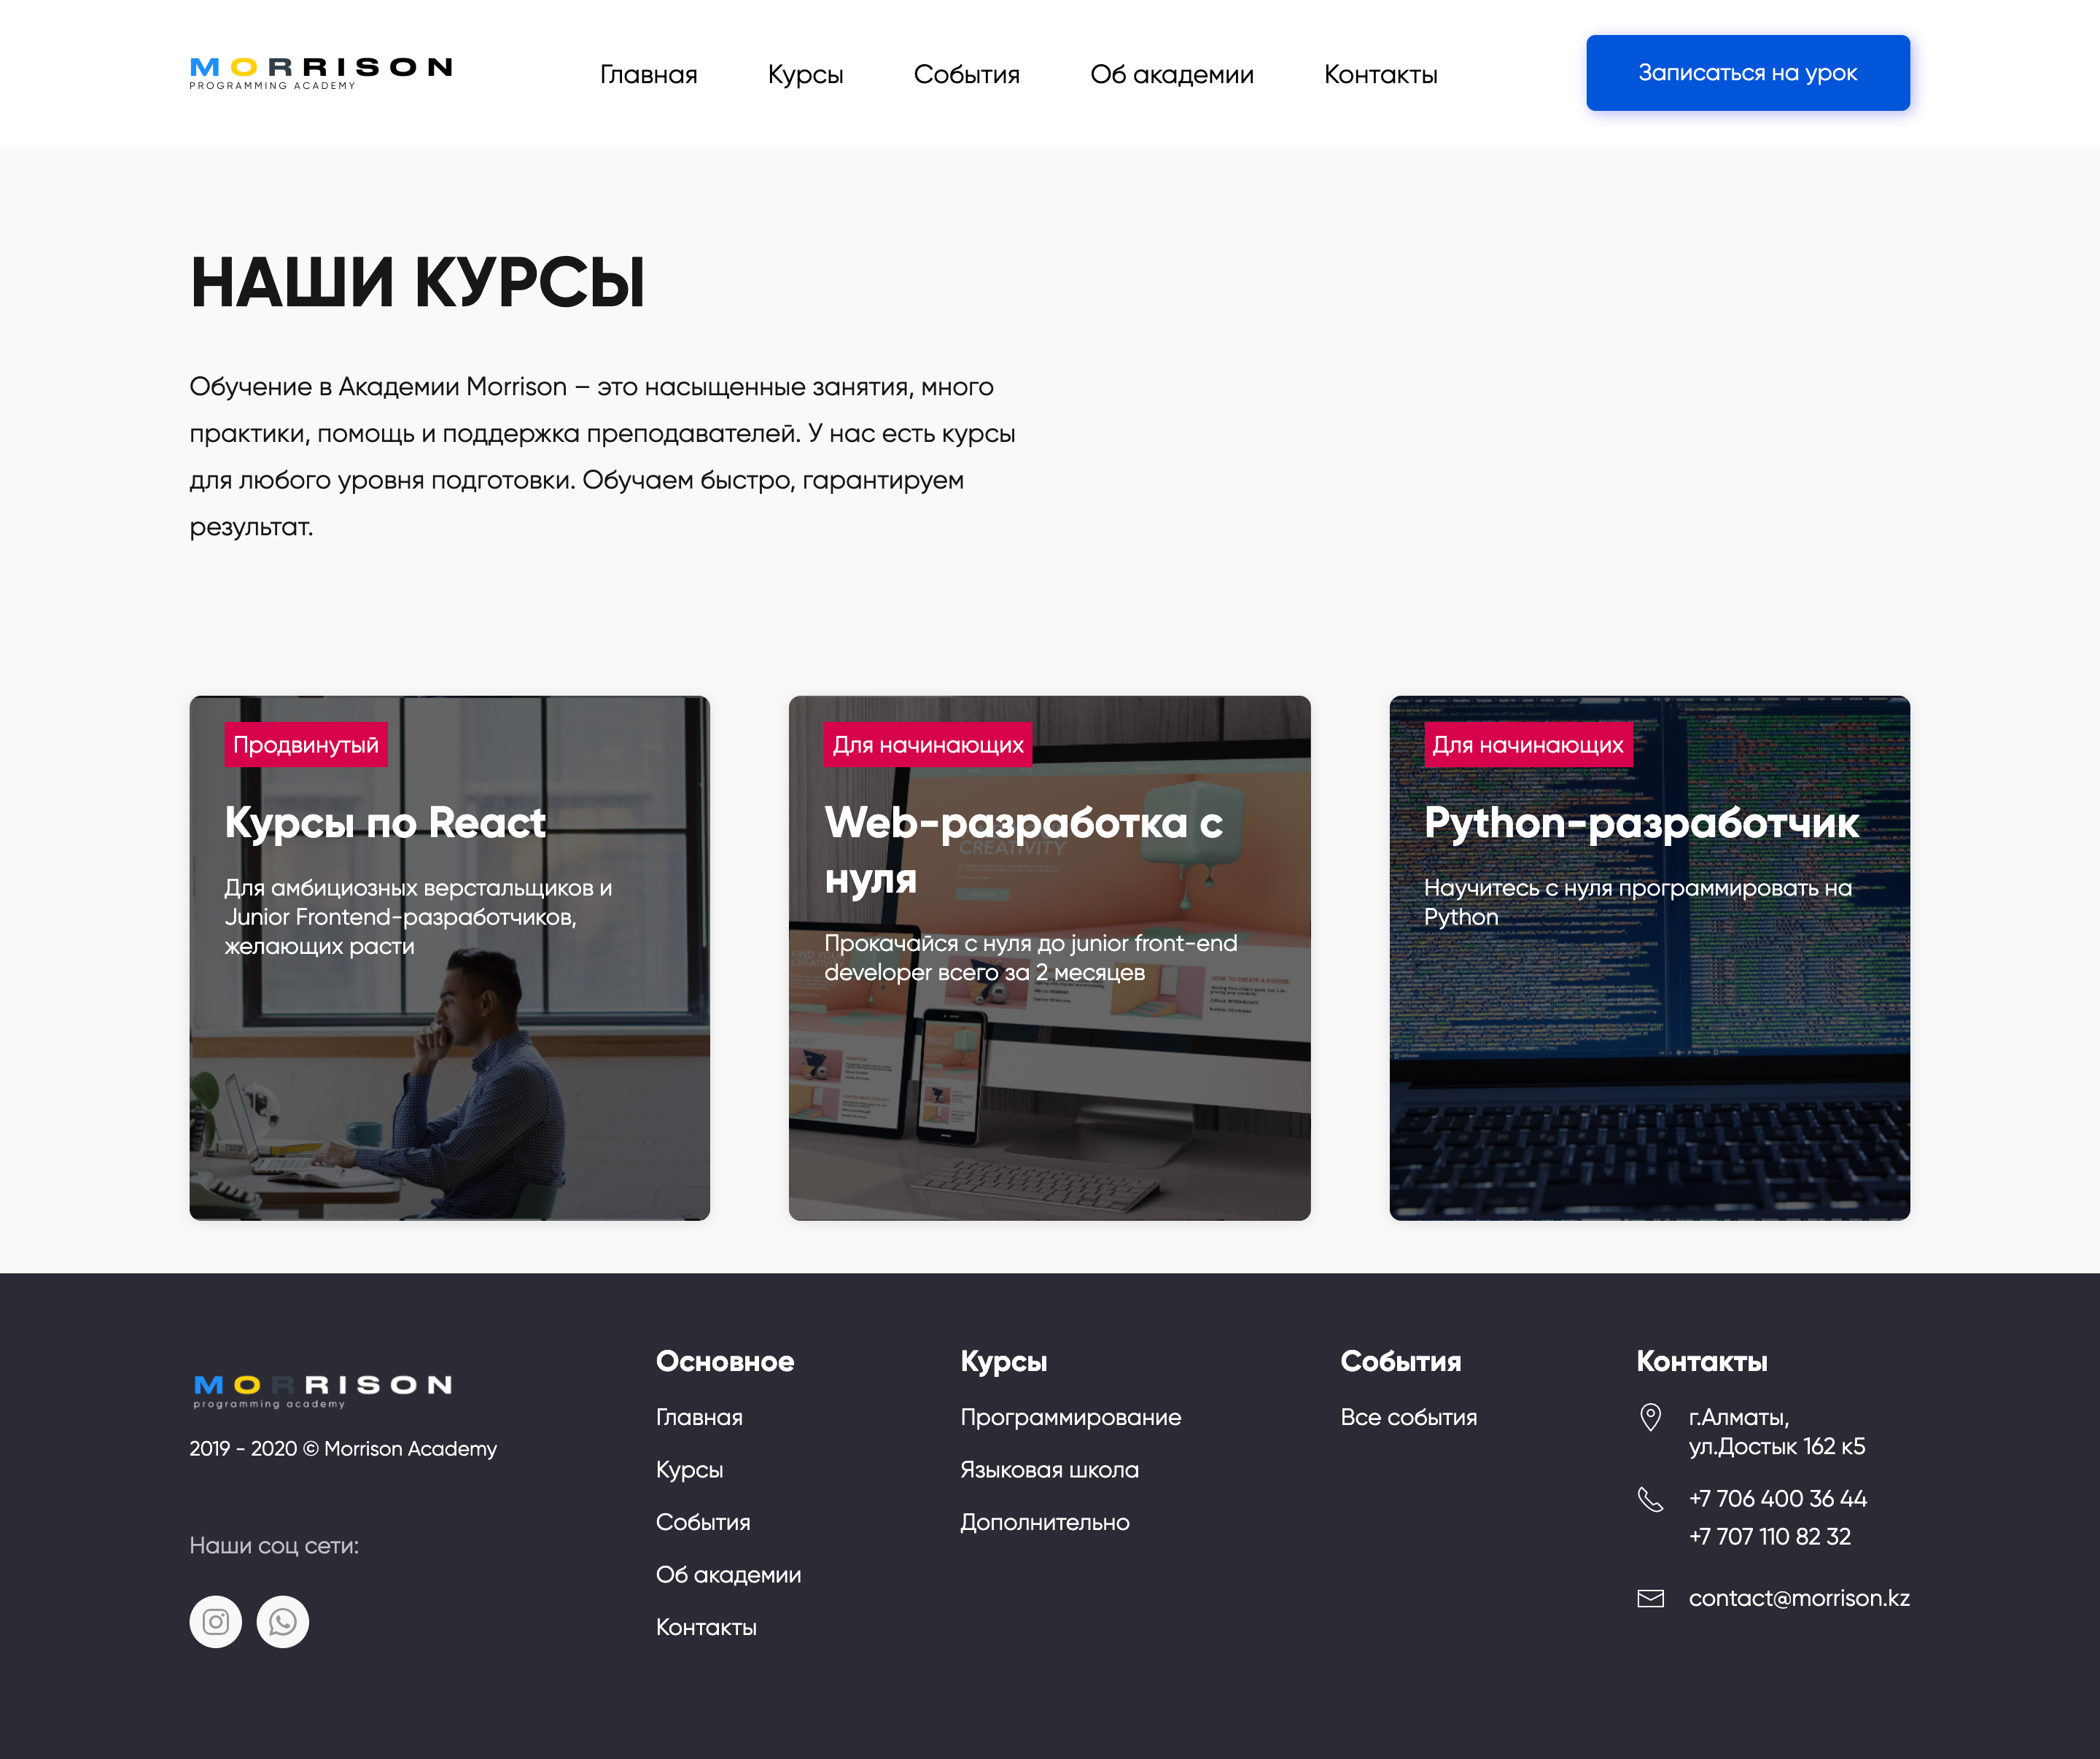 MORRISON
PROGRAMMING ACADEMY
Главная
Курсы
События
Об академии
Контакты
Записаться на урок
НАШИ КУРСЫ
Обучение в Академии Morrison – это насыщенные занятия, много
практики, помощь и поддержка преподавателей. У нас есть курсы
для любого уровня подготовки. Обучаем быстро, гарантируем
результат.
Продвинутый
Курсы по React
Для амбициозных верстальщиков и
Junior Frontend-разработчиков,
желающих расти
Для начинающих
Web-разработка с
нуля
Прокачайся с нуля до junior front-end
developer всего за 2 месяцев
CREATIVITY
HOW TO CREATE A POSTER:
Для начинающих
Python-разработчик
Научитесь с нуля программировать на
Python
MORRISON
programming academy
2019 - 2020 © Morrison Academy
Наши соц сети:
Основное
Главная
Курсы
События
Об академии
Контакты
Курсы
Программирование
Языковая школа
Дополнительно
События
Все события
Контакты
г.Алматы,
ул.Достык 162 к5
+7 706 400 36 44
+7 707 110 82 32
contact@morrison.kz